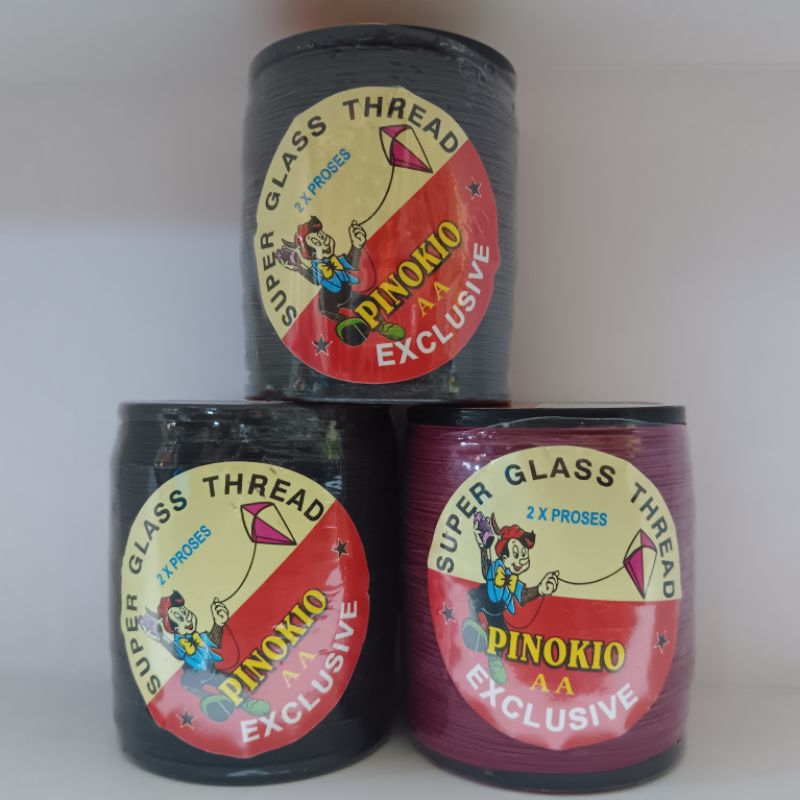 SUPER GLASS THREAD
2 X PROSES
PINOKIO
AA
EXCLUSIVE
SUPER GLASS THREAD
2 X PROSES
PINOKIO
AA
EXCLUSIVE
SUPER GLASS THREAD
2 X PROSES
PINOKIO
AA
EXCLUSIVE